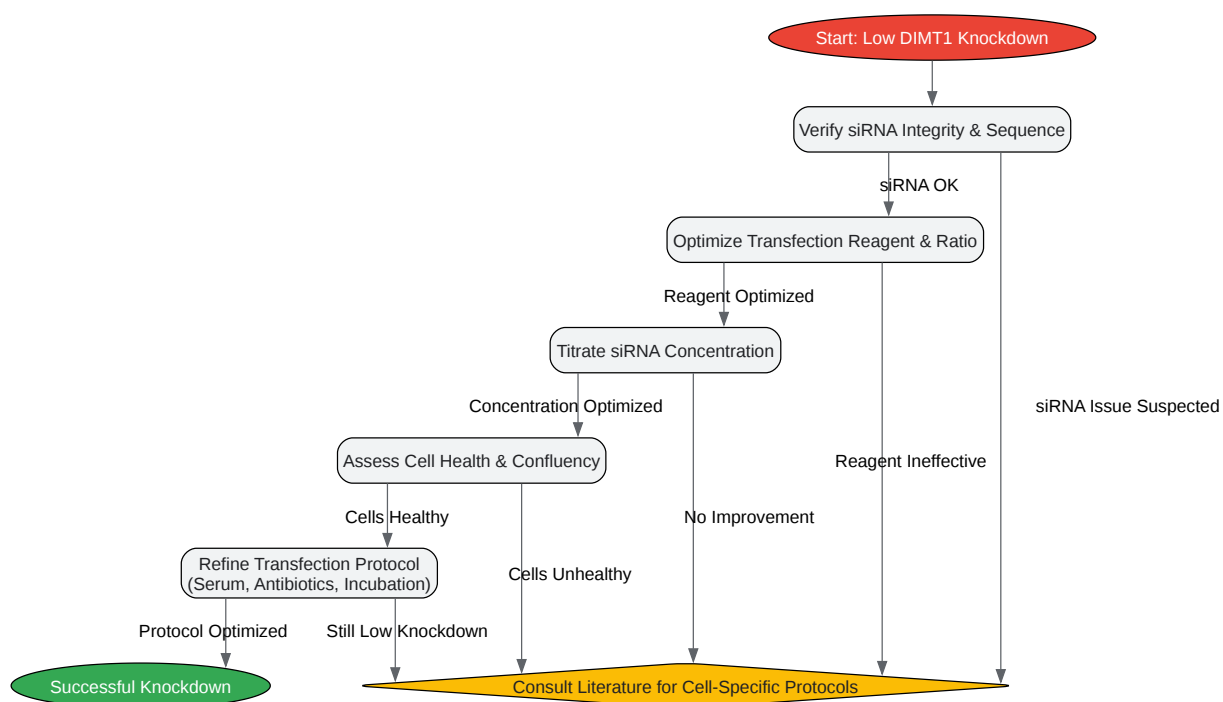 Start: Low DIMT1 Knockdown
Verify siRNA Integrity & Sequence
siRNA OK
Optimize Transfection Reagent & Ratio
Reagent Optimized
Titrate siRNA Concentration
Concentration Optimized
siRNA Issue Suspected
Assess Cell Health & Confluency
Reagent Ineffective
Cells Healthy
No Improvement
Refine Transfection Protocol
(Serum, Antibiotics, Incubation)
Cells Unhealthy
Protocol Optimized
Still Low Knockdown
Successful Knockdown
Consult Literature for Cell-Specific Protocols